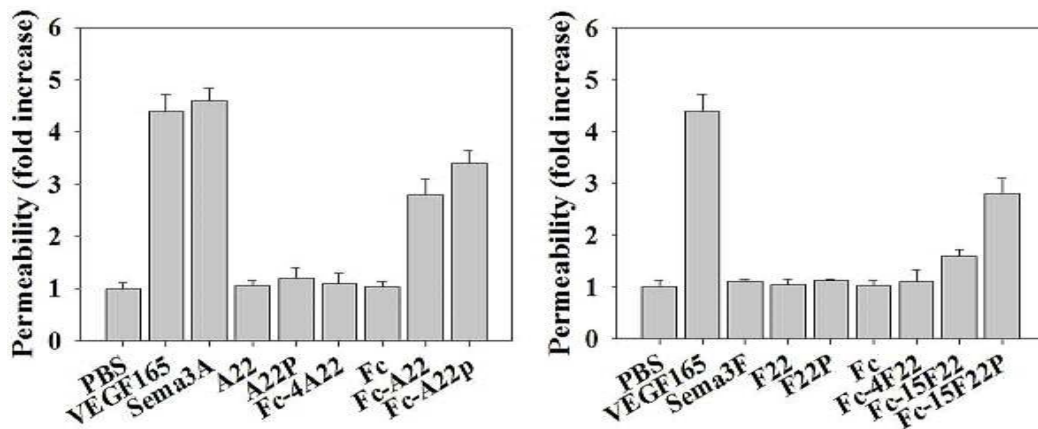 Permeability (fold increase)
6
5
4
3
2
1
0
PBS
VEGF165
Sema3A
A22
A22P
Fc-4A22
Fc
Fc-A22
Fc-A22p
Permeability (fold increase)
6
5
4
3
2
1
0
PBS
VEGF165
Sema3F
F22
F22P
Fc
Fc-4F22
Fc-15F22
Fc-15F22P